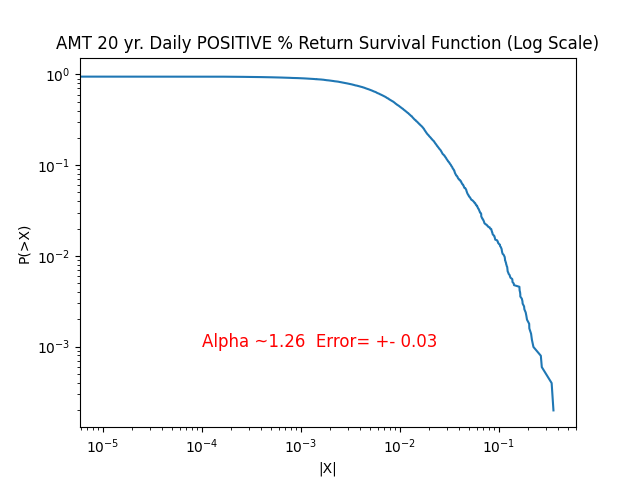 AMT 20 yr. Daily POSITIVE % Return Survival Function (Log Scale)
10⁰
10⁻¹
10⁻²
10⁻³
P(>X)
Alpha ~1.26  Error= +- 0.03
10⁻⁵ 10⁻⁴ 10⁻³ 10⁻² 10⁻¹
|X|